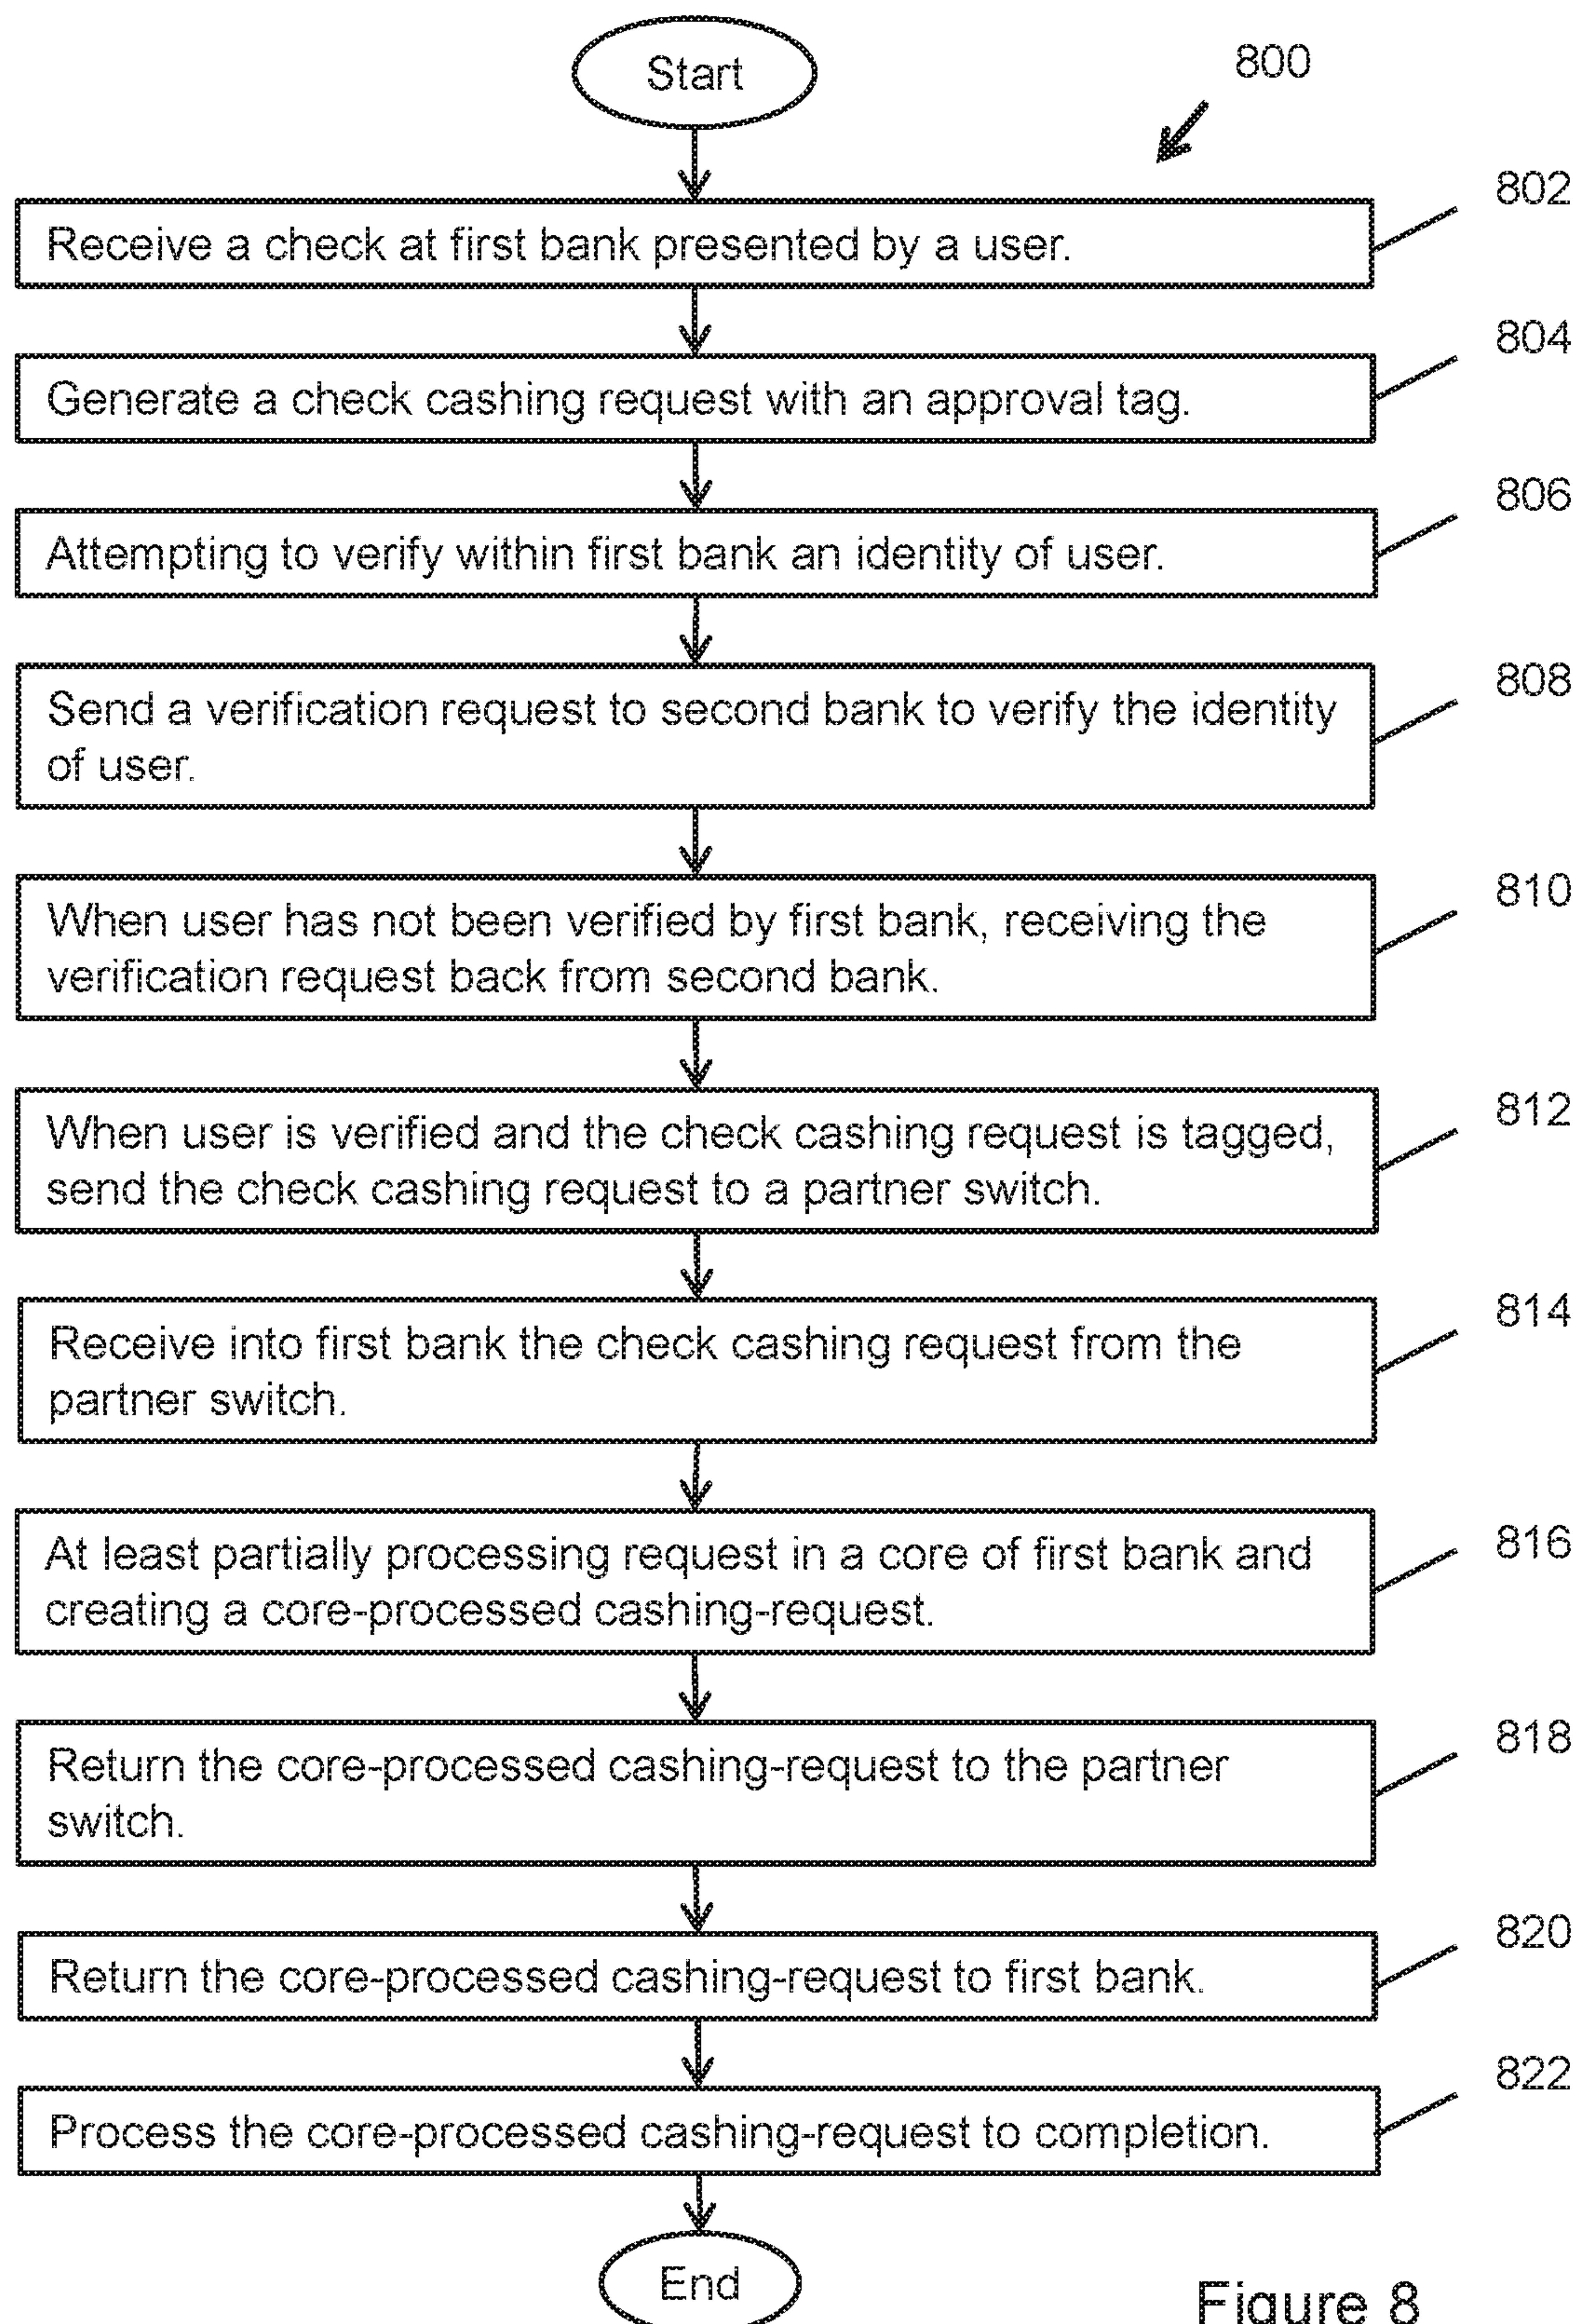 Start
800
802
Receive a check at first bank presented by a user.
804
Generate a check cashing request with an approval tag.
806
Attempting to verify within first bank an identity of user.
808
Send a verification request to second bank to verify the identity
of user.
810
When user has not been verified by first bank, receiving the
verification request back from second bank.
812
When user is verified and the check cashing request is tagged,
send the check cashing request to a partner switch.
814
Receive into first bank the check cashing request from the
partner switch.
816
At least partially processing request in a core of first bank and
creating a core-processed cashing-request.
818
Return the core-processed cashing-request to the partner
switch.
820
Return the core-processed cashing-request to first bank.
822
Process the core-processed cashing-request to completion.
End
Figure 8